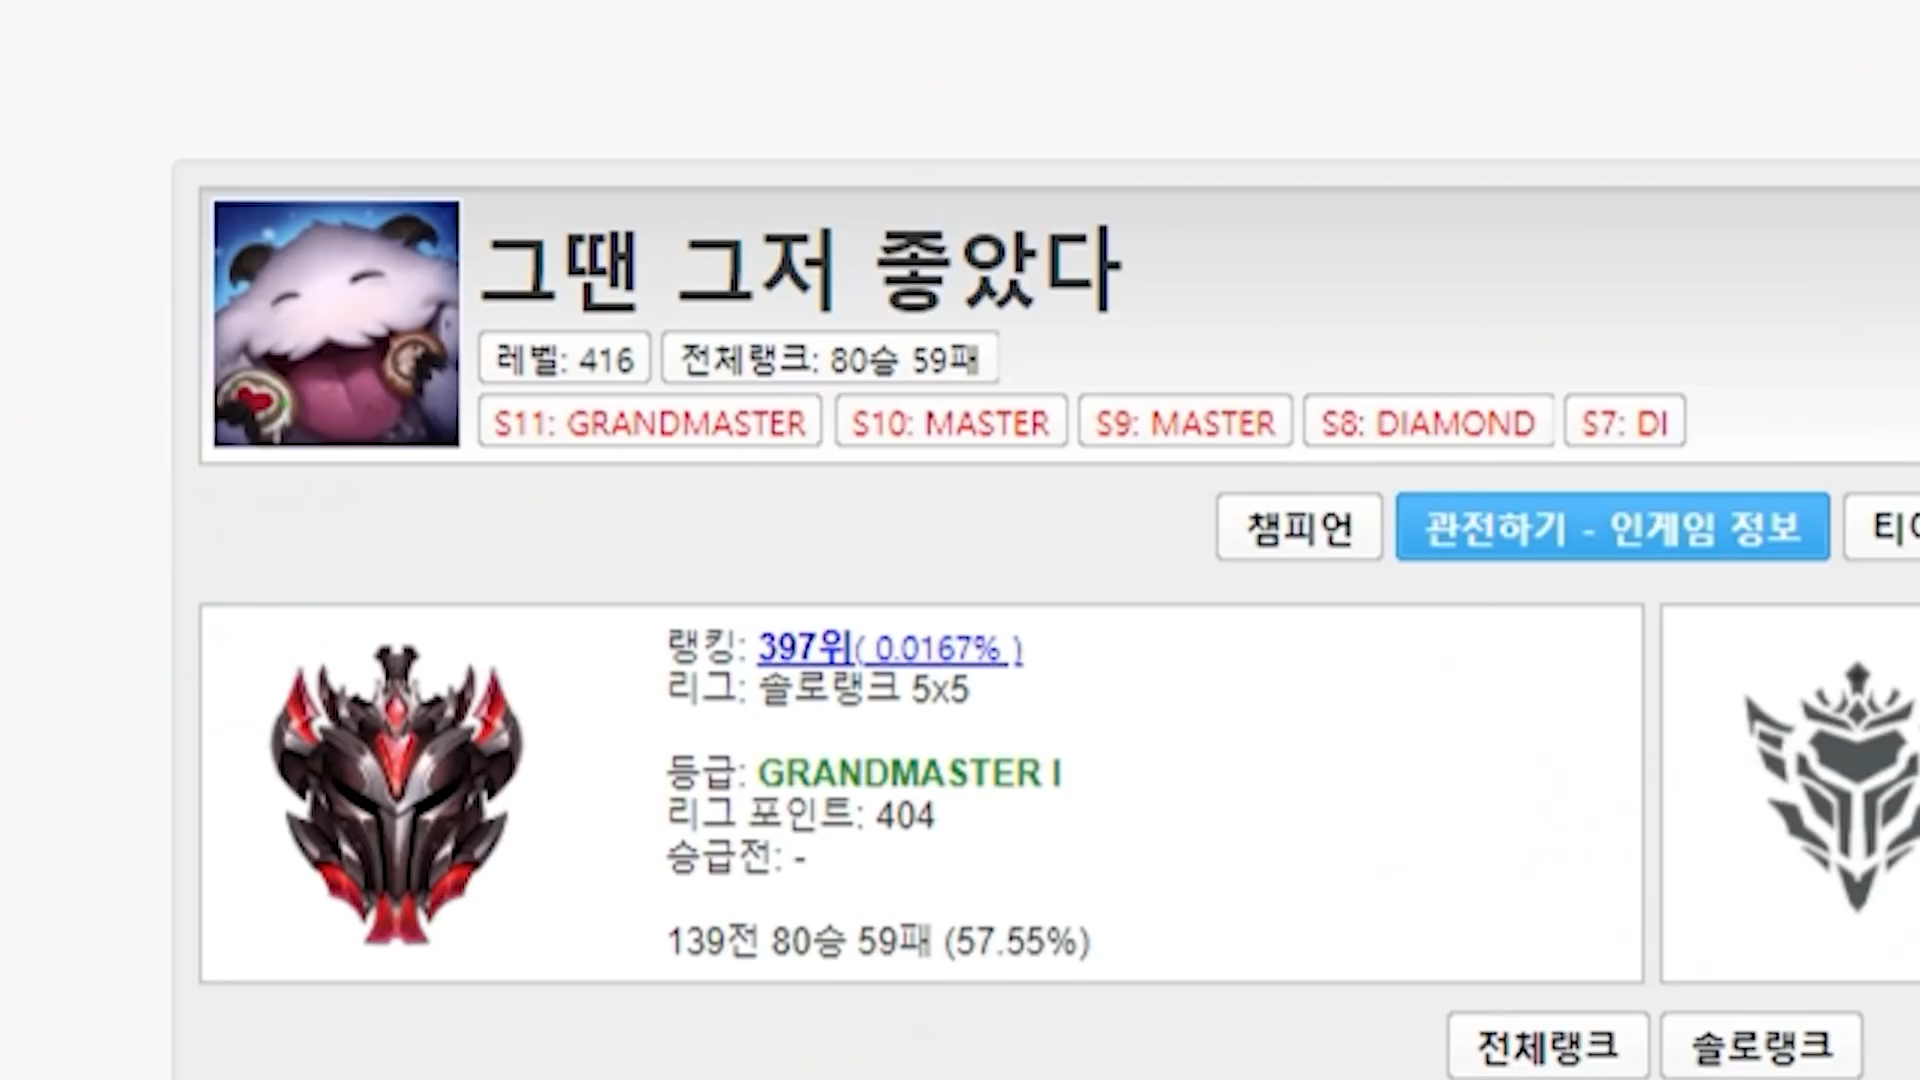 그땐 그저 좋았다
레벨: 416 전체랭크: 80승 59패
S11: GRANDMASTER S10: MASTER S9: MASTER S8: DIAMOND S7: DI
챔피언 관전하기 - 인게임 정보
랭킹: 397위( 0.0167% )
리그: 솔로랭크 5x5
등급: GRANDMASTER I
리그 포인트: 404
승급전: -
139전 80승 59패 (57.55%)
전체랭크 솔로랭크